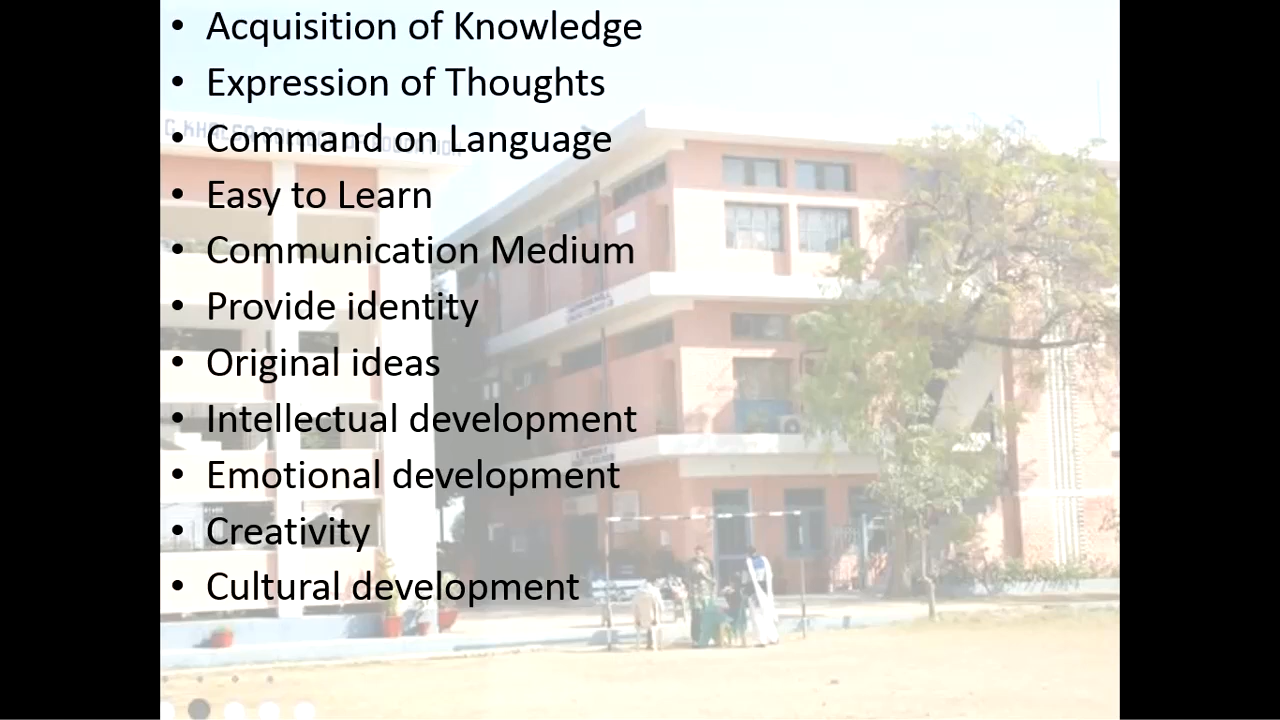 • Acquisition of Knowledge
• Expression of Thoughts
• Command on Language
• Easy to Learn
• Communication Medium
• Provide identity
• Original ideas
• Intellectual development
• Emotional development
• Creativity
• Cultural development